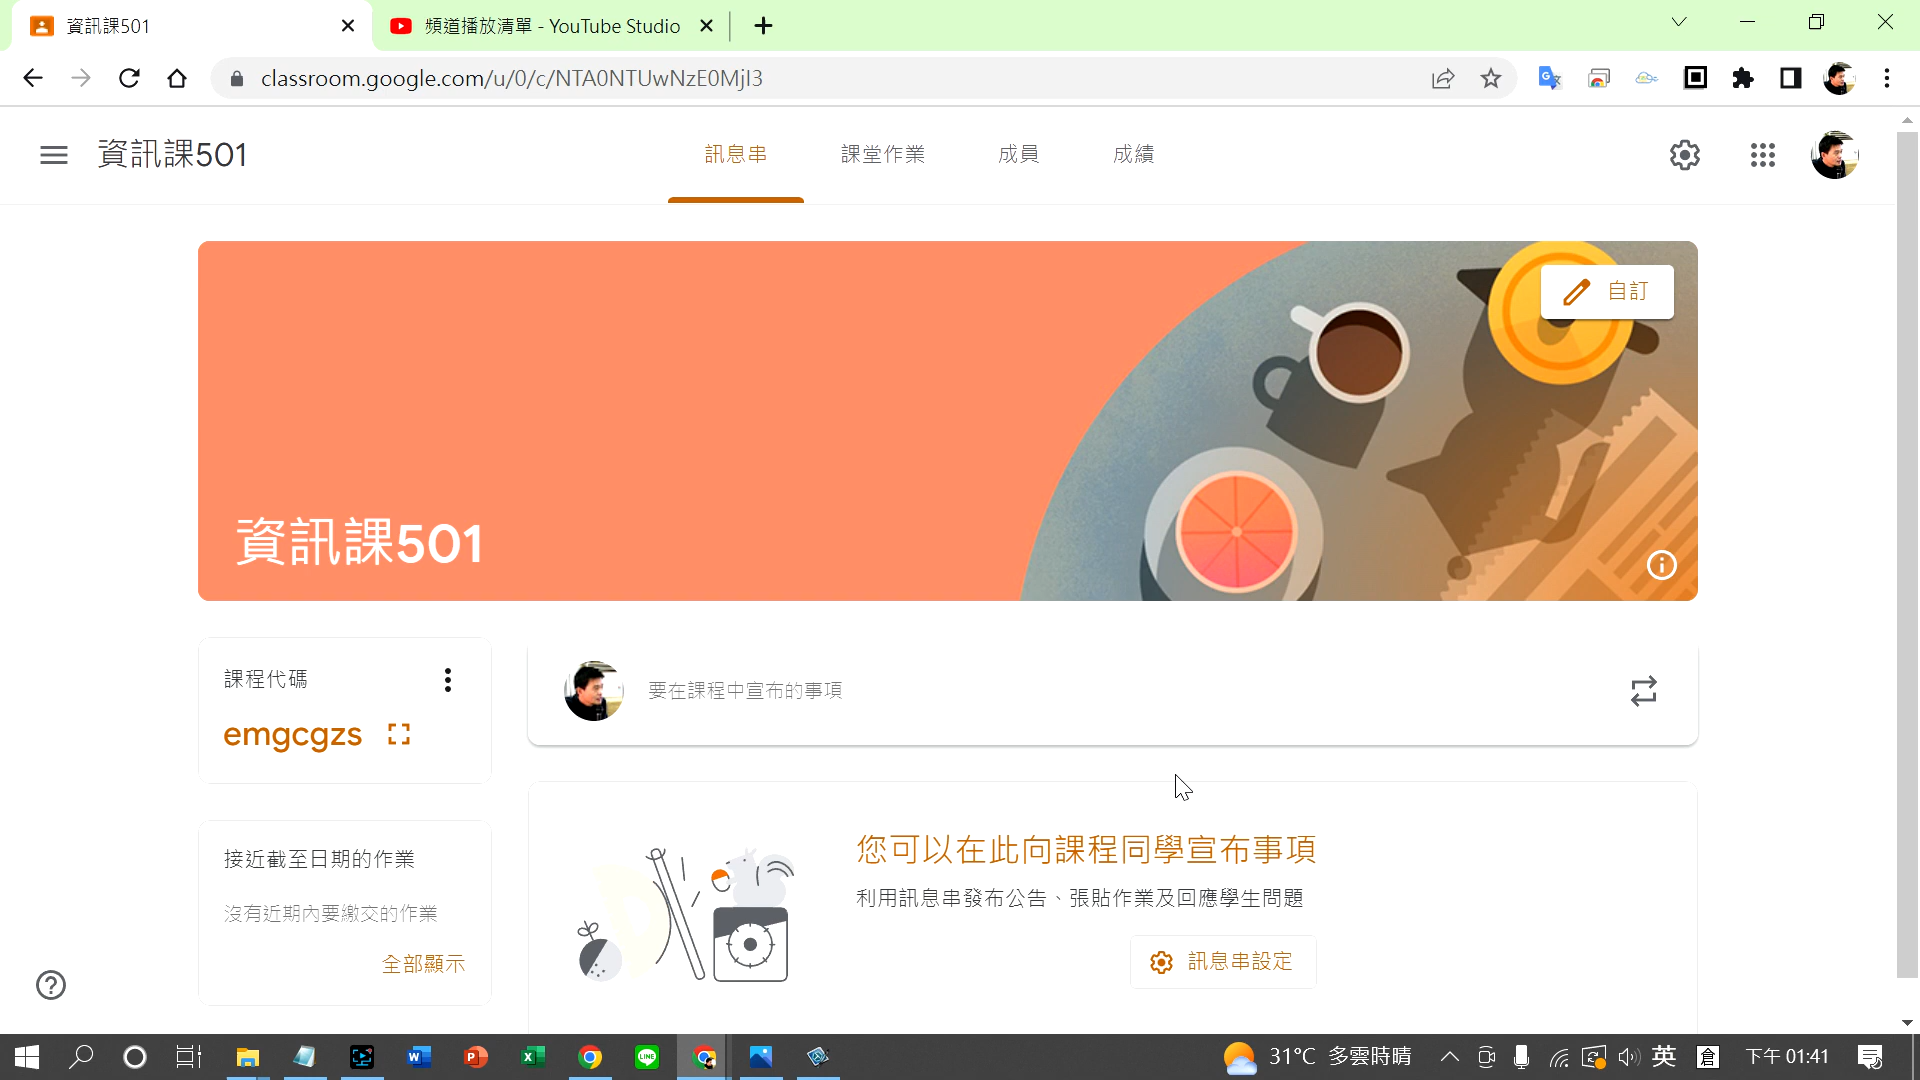 資訊課501
頻道播放清單 - YouTube Studio
classroom.google.com/u/0/c/NTA0NTUwNzE0MjI3
資訊課501
訊息串
課堂作業
成員
成績
自訂
資訊課501
課程代碼
emgcgzs
要在課程中宣布的事項
接近截至日期的作業
沒有近期內要繳交的作業
全部顯示
您可以在此向課程同學宣布事項
利用訊息串發布公告、張貼作業及回應學生問題
訊息串設定
31°C 多雲時晴
英
倉
下午 01:41